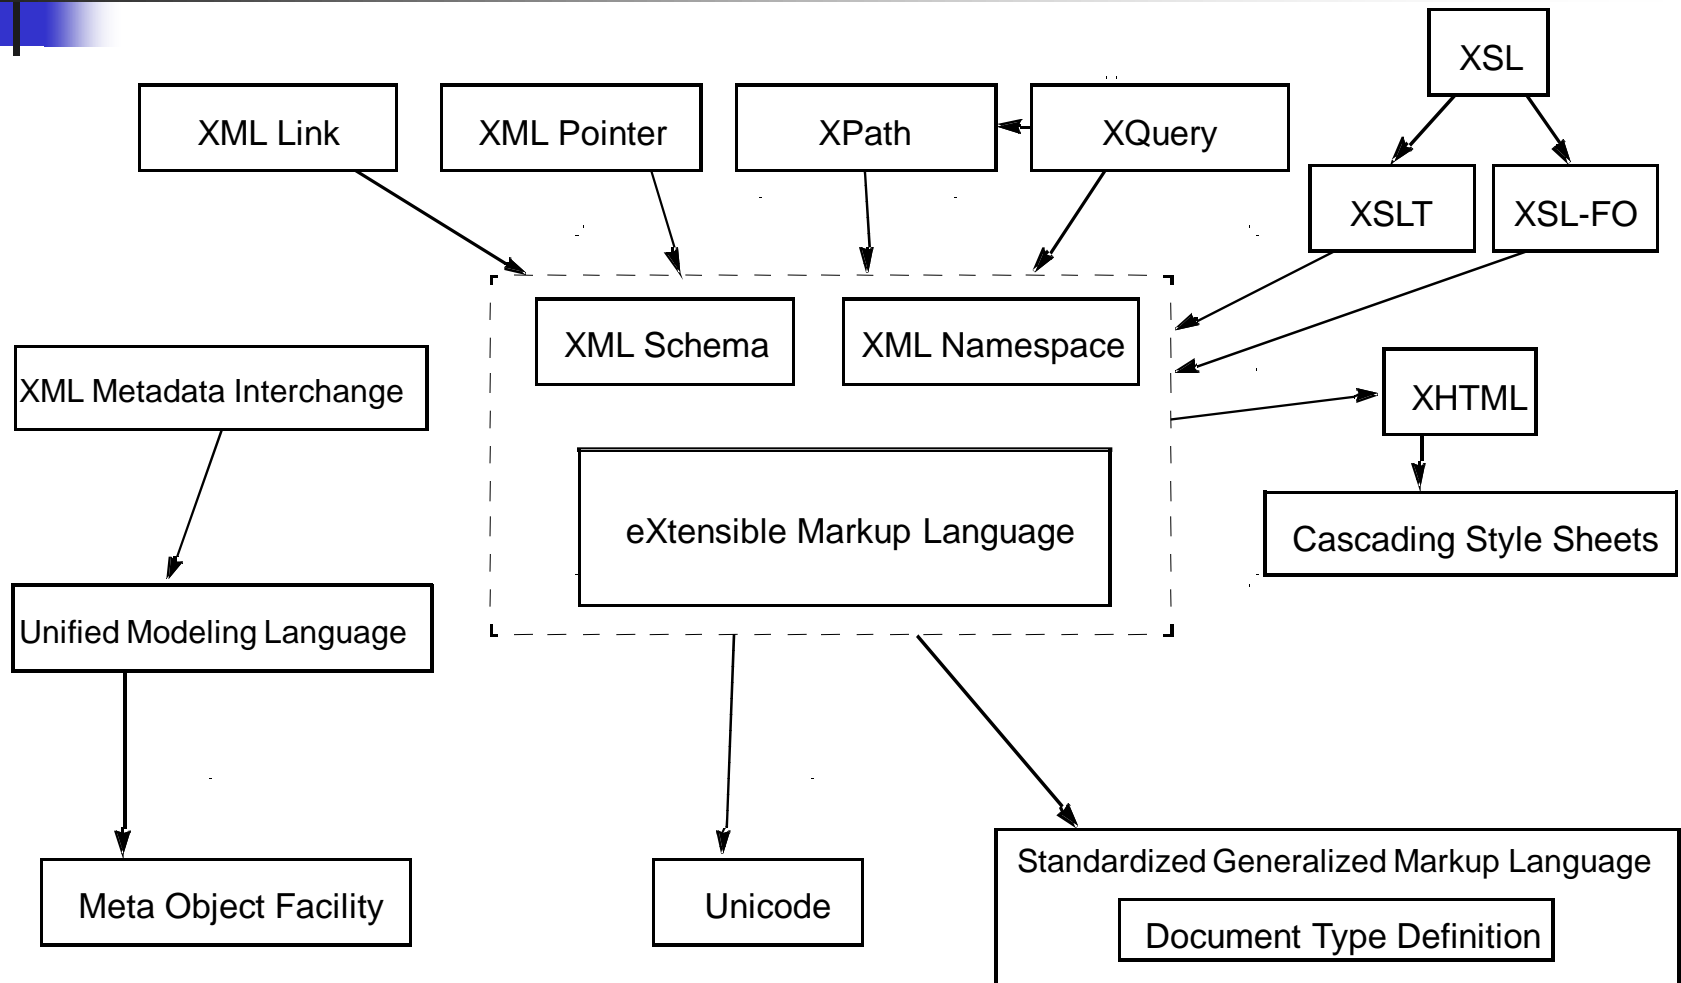 XSL
XML Link
XML Pointer
XPath
XQuery
XSLT
XSL-FO
XML Schema
XML Namespace
XML Metadata Interchange
XHTML
eXtensible Markup Language
Cascading Style Sheets
Unified Modeling Language
Standardized Generalized Markup Language
Meta Object Facility
Unicode
Document Type Definition